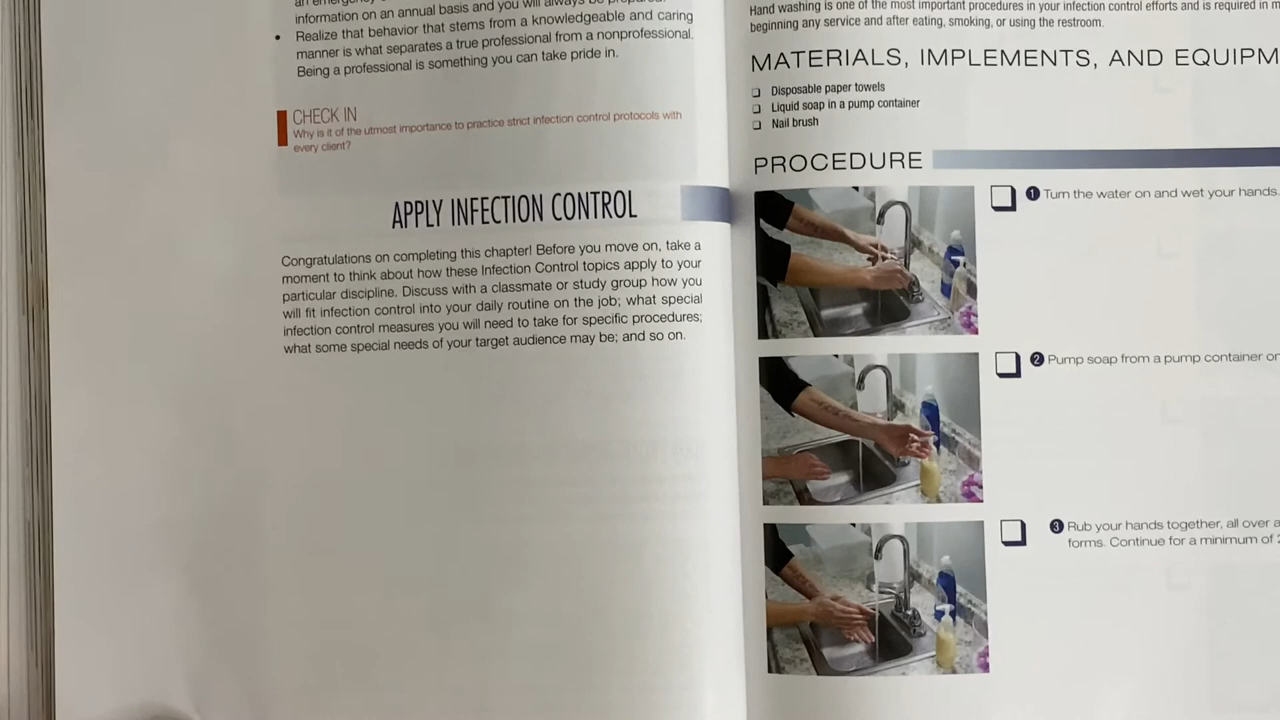 information on an annual basis and you will always be prepared.
• Realize that behavior that stems from a knowledgeable and caring
manner is what separates a true professional from a nonprofessional.
Being a professional is something you can take pride in.
CHECK IN
Why is it of the utmost importance to practice strict infection control protocols with
every client?
APPLY INFECTION CONTROL
Congratulations on completing this chapter! Before you move on, take a
moment to think about how these Infection Control topics apply to your
particular discipline. Discuss with a classmate or study group how you
will fit infection control into your daily routine on the job; what special
infection control measures you will need to take for specific procedures;
what some special needs of your target audience may be; and so on.
Hand washing is one of the most important procedures in your infection control efforts and is required in m
beginning any service and after eating, smoking, or using the restroom.
MATERIALS, IMPLEMENTS, AND EQUIPM
❏ Disposable paper towels
❏ Liquid soap in a pump container
❏ Nail brush
PROCEDURE
1 Turn the water on and wet your hands.
2 Pump soap from a pump container on
3 Rub your hands together, all over a
forms. Continue for a minimum of 2